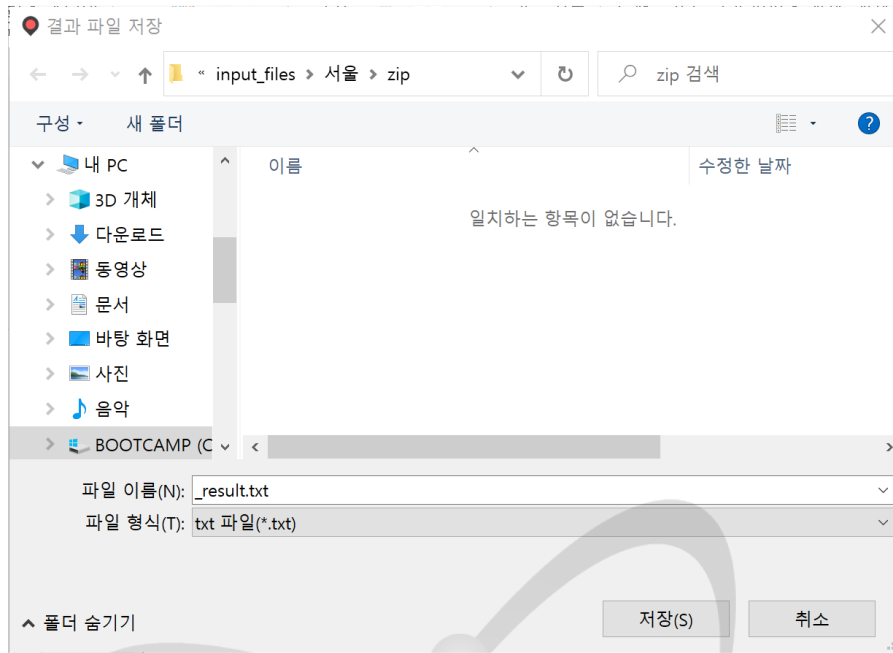 결과 파일 저장
« input_files > 서울 > zip
zip 검색
구성
새 폴더
?
내 PC
이름
수정한 날짜
3D 개체
일치하는 항목이 없습니다.
다운로드
동영상
문서
바탕 화면
사진
음악
BOOTCAMP (C
파일 이름(N): _result.txt
파일 형식(T): txt 파일(*.txt)
폴더 숨기기
저장(S)
취소